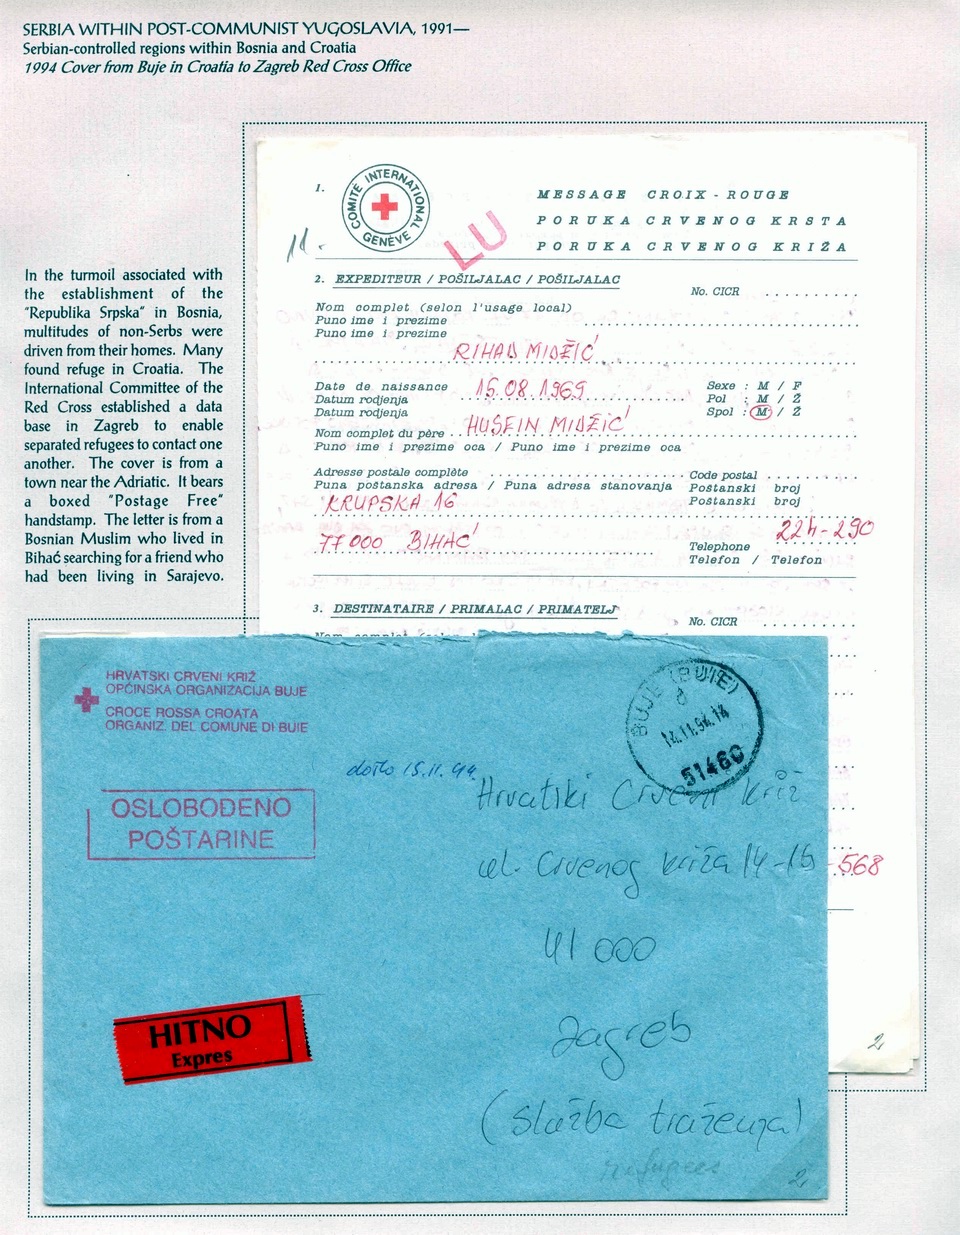 SERBIA WITHIN POST-COMMUNIST YUGOSLAVIA, 1991—
Serbian-controlled regions within Bosnia and Croatia
1994 Cover from Buje in Croatia to Zagreb Red Cross Office
In the turmoil associated with
the establishment of the
"Republika Srpska" in Bosnia,
multitudes of non-Serbs were
driven from their homes. Many
found refuge in Croatia. The
International Committee of the
Red Cross established a data
base in Zagreb to enable
separated refugees to contact one
another. The cover is from a
town near the Adriatic. It bears
a boxed "Postage Free"
handstamp. The letter is from a
Bosnian Muslim who lived in
Bihać searching for a friend who
had been living in Sarajevo.
1.
COMITÉ INTERNATIONAL
GENÈVE
MESSAGE CROIX-ROUGE
PORUKA CRVENOG KRSTA
PORUKA CRVENOG KRIŽA
LU
2. EXPEDITEUR / POŠILJALAC / POŠILJALAC
No. CICR
Nom complet (selon l'usage local)
Puno ime i prezime
Puno ime i prezime
RIHAD MIDŽIĆ
Date de naissance
Datum rodjenja
Datum rodjenja
15.08.1969
Sexe : M / F
Pol : M / Ž
Spol : M / Ž
HUSEIN MIDŽIĆ
Nom complet du père
Puno ime i prezime oca / Puno ime i prezime oca
Adresse postale complète
Puna poštanska adresa / Puna adresa stanovanja
Code postal
Poštanski broj
Poštanski broj
KRUPSKA 16
77000 BIHAĆ
224-290
Telephone
Telefon / Telefon
3. DESTINATAIRE / PRIMALAC / PRIMATELJ
No. CICR
HRVATSKI CRVENI KRIŽ
OPĆINSKA ORGANIZACIJA BUJE
CROCE ROSSA CROATA
ORGANIZ. DEL COMUNE DI BUIE
BUJE (BUIE)
14.11.94.14
51460
došlo 15.11.94.
OSLOBOĐENO
POŠTARINE
Hrvatski Crveni križ
ul. Crvenog križa 14-15
-568
41 000
Zagreb
(služba traženja)
refugees
HITNO
Expres
2
2